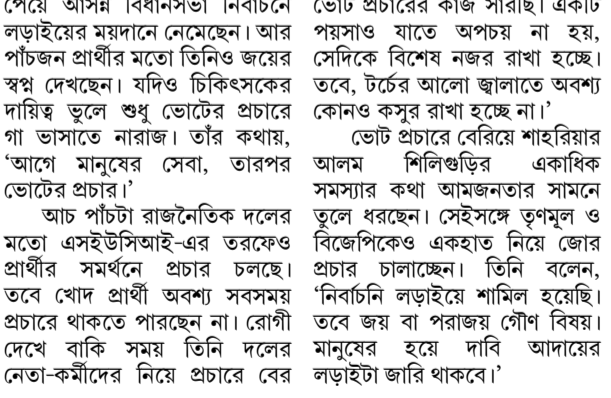 পেয়ে আসন্ন বিধানসভা নির্বাচনে
লড়াইয়ের ময়দানে নেমেছেন। আর
পাঁচজন প্রার্থীর মতো তিনিও জয়ের
স্বপ্ন দেখছেন। যদিও চিকিৎসকের
দায়িত্ব ভুলে শুধু ভোটের প্রচারে
গা ভাসাতে নারাজ। তাঁর কথায়,
‘আগে মানুষের সেবা, তারপর
ভোটের প্রচার।’
আচ পাঁচটা রাজনৈতিক দলের
মতো এসইউসিআই-এর তরফেও
প্রার্থীর সমর্থনে প্রচার চলছে।
তবে খোদ প্রার্থী অবশ্য সবসময়
প্রচারে থাকতে পারছেন না। রোগী
দেখে বাকি সময় তিনি দলের
নেতা-কর্মীদের নিয়ে প্রচারে বের
ভোট প্রচারের কাজ সারছি। একটি
পয়সাও যাতে অপচয় না হয়,
সেদিকে বিশেষ নজর রাখা হচ্ছে।
তবে, টর্চের আলো জ্বালাতে অবশ্য
কোনও কসুর রাখা হচ্ছে না।’
ভোট প্রচারে বেরিয়ে শাহরিয়ার
আলম শিলিগুড়ির একাধিক
সমস্যার কথা আমজনতার সামনে
তুলে ধরছেন। সেইসঙ্গে তৃণমূল ও
বিজেপিকেও একহাত নিয়ে জোর
প্রচার চালাচ্ছেন। তিনি বলেন,
‘নির্বাচনি লড়াইয়ে শামিল হয়েছি।
তবে জয় বা পরাজয় গৌণ বিষয়।
মানুষের হয়ে দাবি আদায়ের
লড়াইটা জারি থাকবে।’